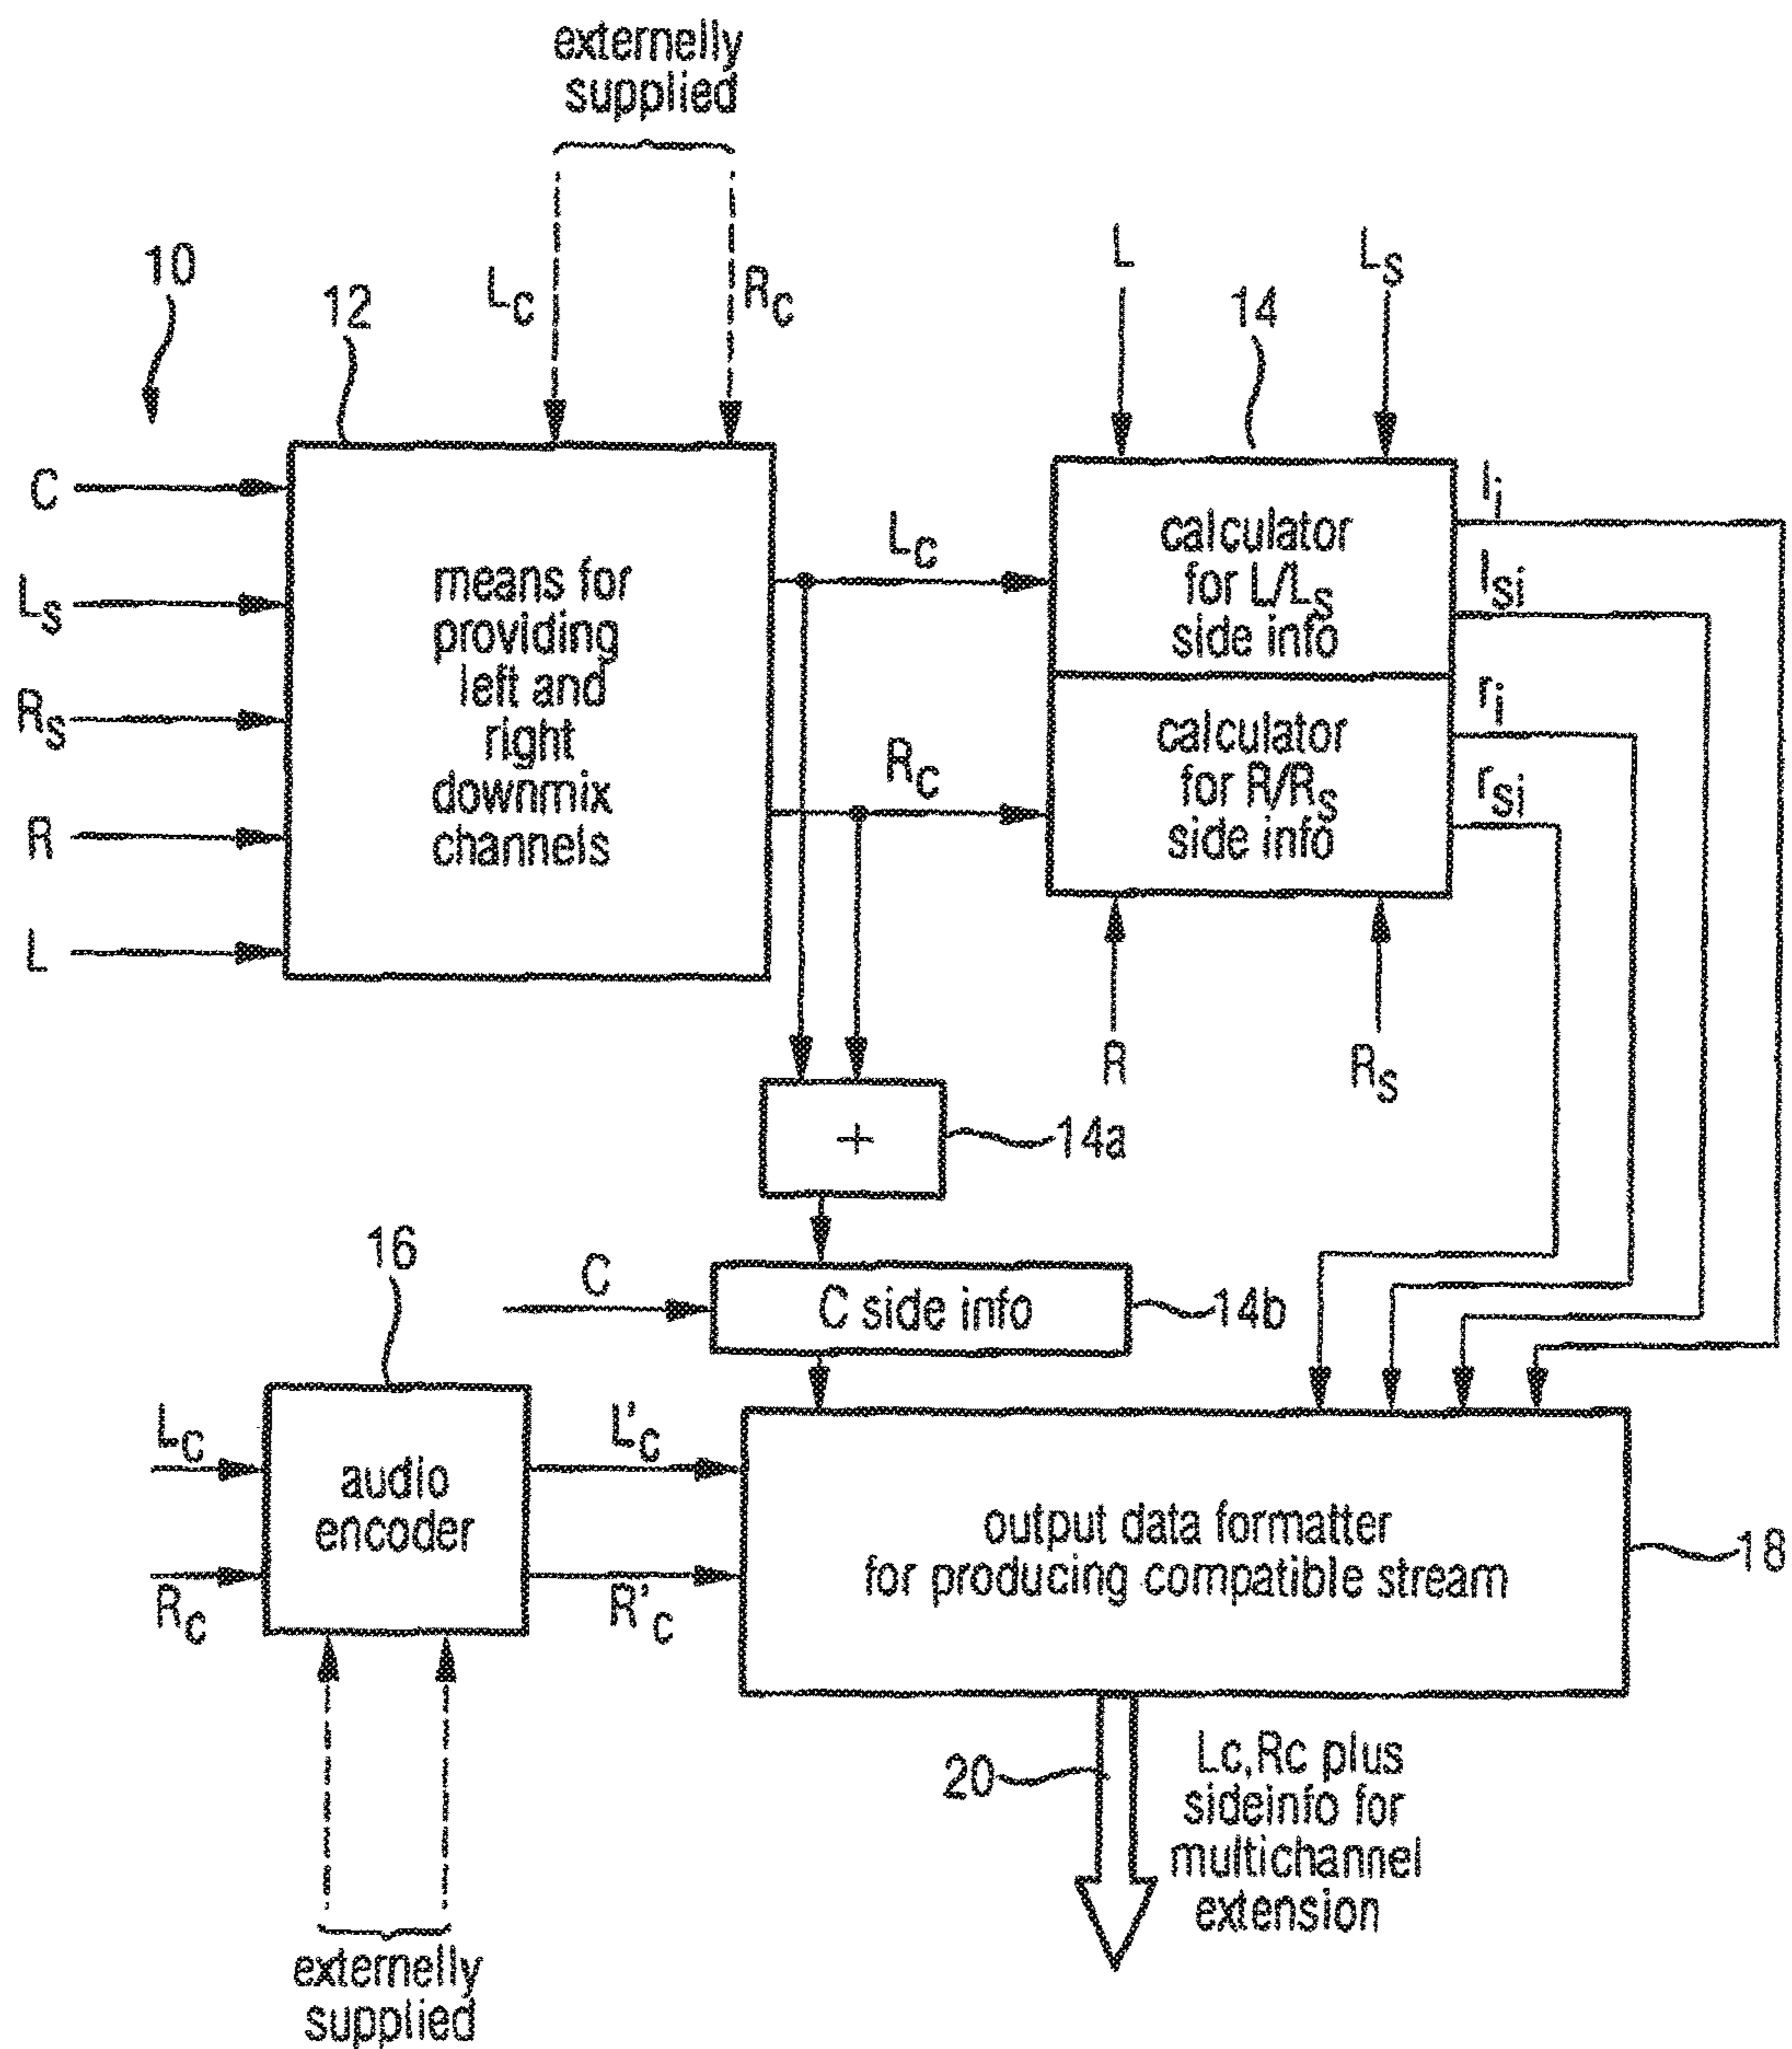 externelly
supplied
10
12
Lc
Rc
L
Ls
14
C
Ls
Rs
R
L
means for
providing
left and
right
downmix
channels
Lc
Rc
calculator
for L/Ls
side info
calculator
for R/Rs
side info
li
lsi
ri
rsi
R
Rs
+
14a
16
C
C side info
14b
Lc
Rc
audio
encoder
L'c
R'c
output data formatter
for producing compatible stream
18
20
Lc,Rc plus
sideinfo for
multichannel
extension
externelly
supplied